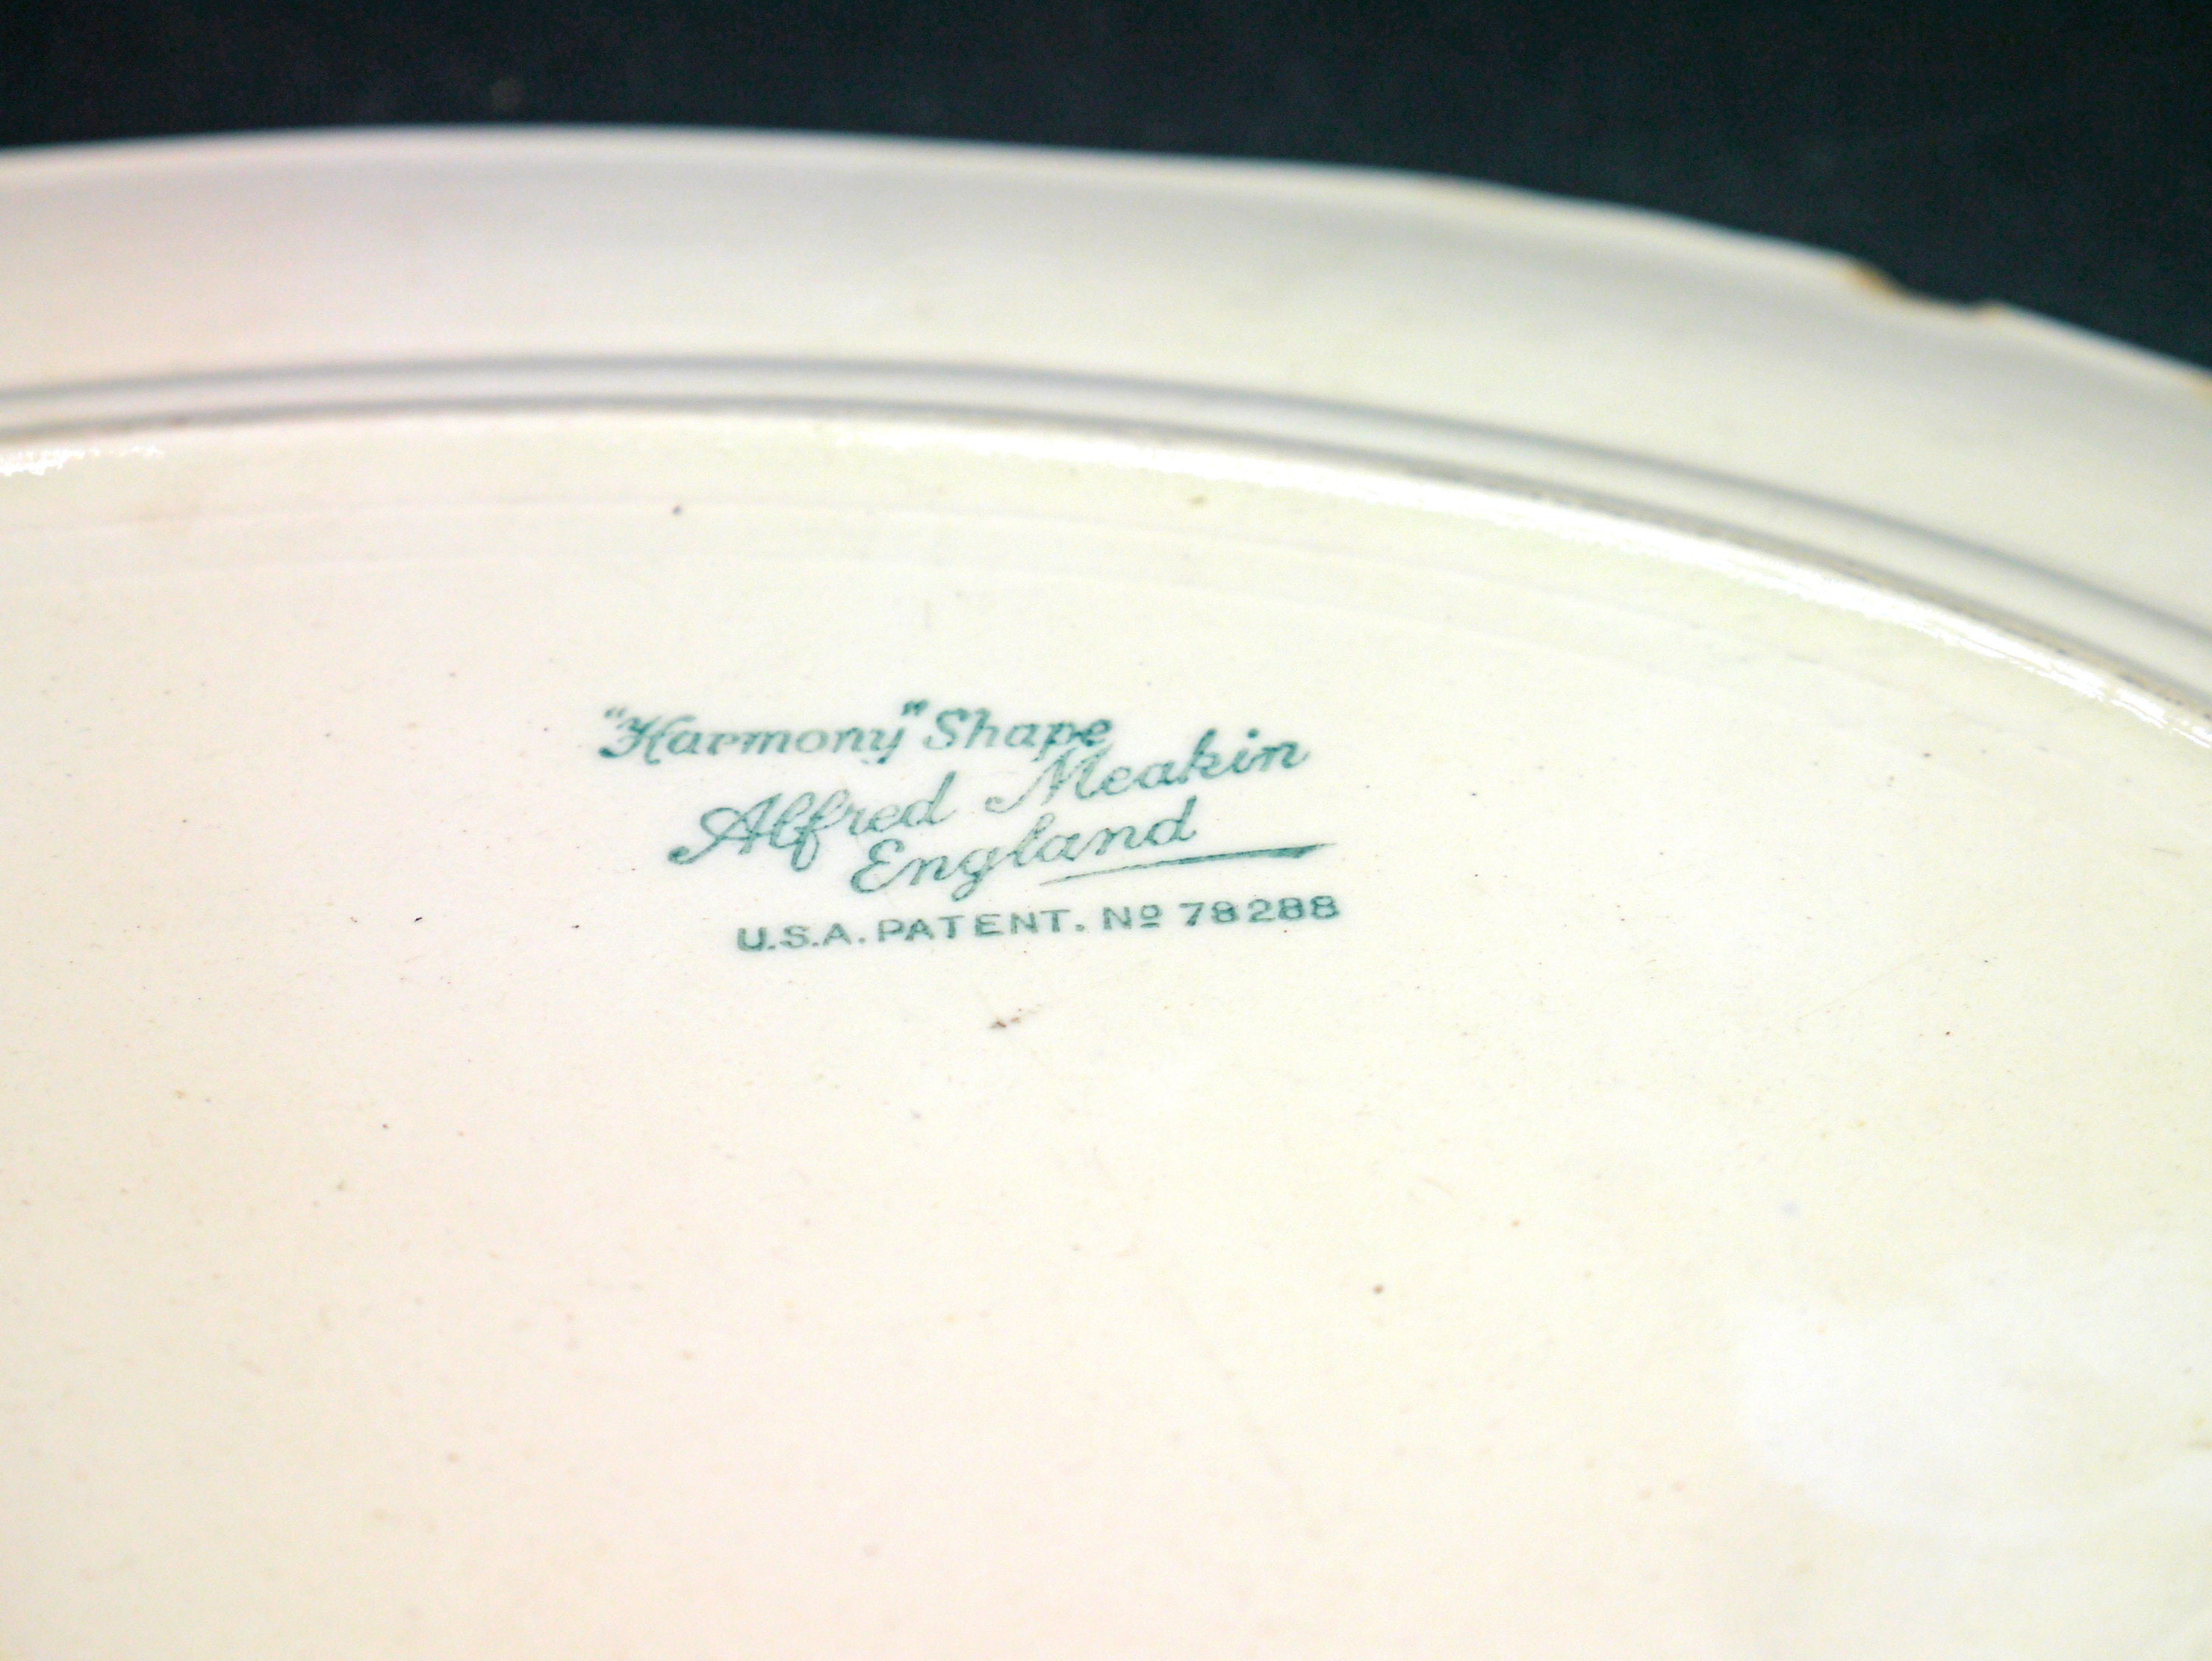 "Harmony" Shape
Alfred Meakin
England
U.S.A. PATENT. Nº 78288